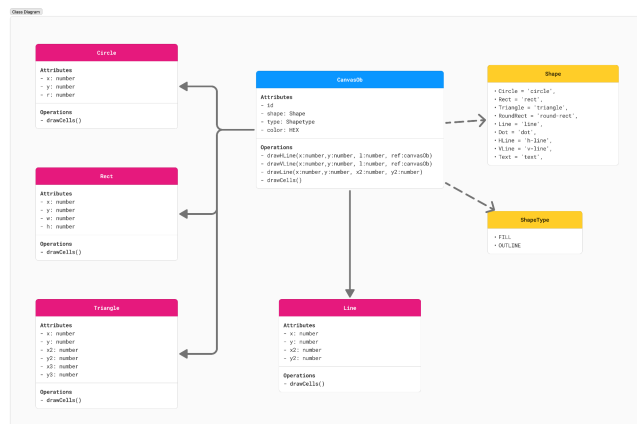 Class Diagram
Circle
Attributes
- x: number
- y: number
- r: number
Operations
- drawCells()
Rect
Attributes
- x: number
- y: number
- w: number
- h: number
Operations
- drawCells()
Triangle
Attributes
- x: number
- y: number
- x2: number
- y2: number
- x3: number
- y3: number
Operations
- drawCells()
CanvasOb
Attributes
- id
- shape: Shape
- type: Shapetype
- color: HEX
Operations
- drawHLine(x:number,y:number, l:number, ref:canvasOb)
- drawVLine(x:number,y:number, l:number, ref:canvasOb)
- drawLine(x:number,y:number, x2:number, y2:number)
- drawCells()
Line
Attributes
- x: number
- y: number
- x2: number
- y2: number
Operations
- drawCells()
Shape
• Circle = 'circle',
• Rect = 'rect',
• Triangle = 'triangle',
• RoundRect = 'round-rect',
• Line = 'line',
• Dot = 'dot',
• HLine = 'h-line',
• VLine = 'v-line',
• Text = 'text',
ShapeType
• FILL
• OUTLINE